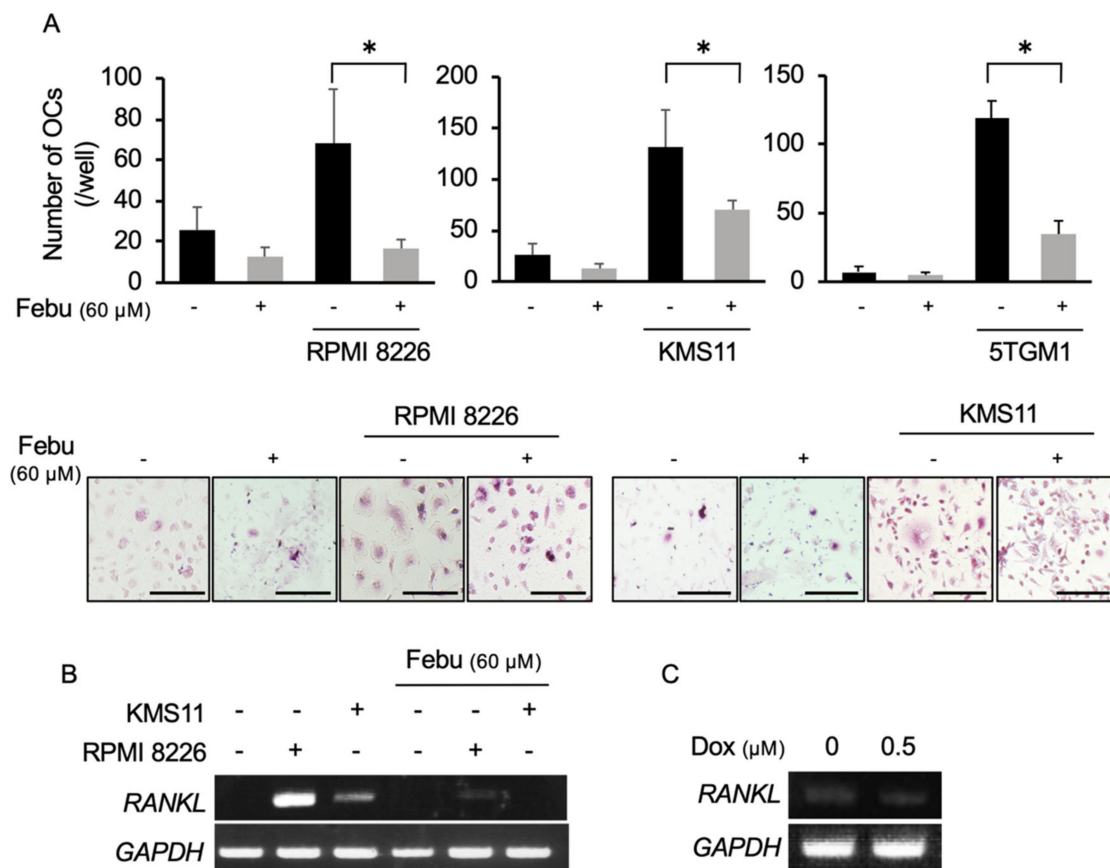 A
Number of OCs
(/well)
100
80
60
40
20
0
*
200
150
100
50
0
*
150
100
50
0
*
Febu (60 µM)
- + - + - + - + - + - +
RPMI 8226 KMS11 5TGM1
RPMI 8226 KMS11
Febu
(60 µM)
- + - + - + - +
B
Febu (60 µM)
KMS11 - - + - - +
RPMI 8226 - + - - + -
RANKL
GAPDH
C
Dox (µM) 0 0.5
RANKL
GAPDH